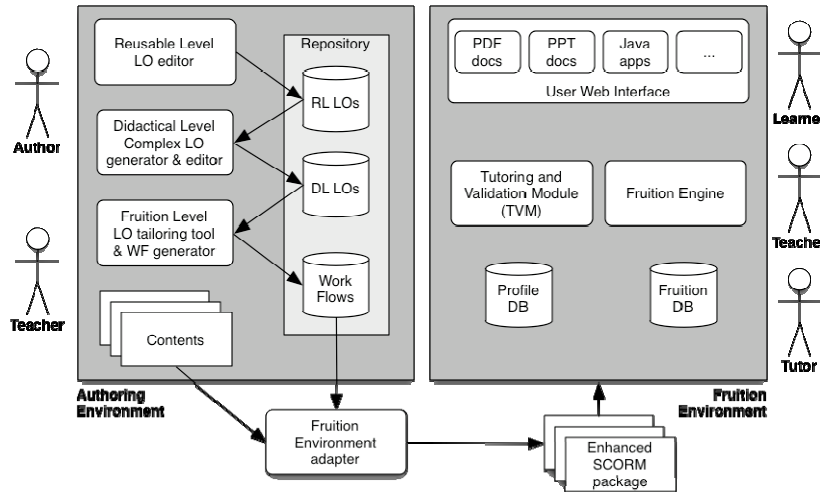 Reusable Level
LO editor
Repository
RL LOs
Didactical Level
Complex LO
generator & editor
DL LOs
Fruition Level
LO tailoring tool
& WF generator
Work
Flows
Contents
Author
Teacher
Authoring
Environment
PDF
docs
PPT
docs
Java
apps
...
User Web Interface
Tutoring and
Validation Module
(TVM)
Fruition Engine
Profile
DB
Fruition
DB
Learne
Teache
Tutor
Fruition
Environment
Fruition
Environment
adapter
Enhanced
SCORM
package